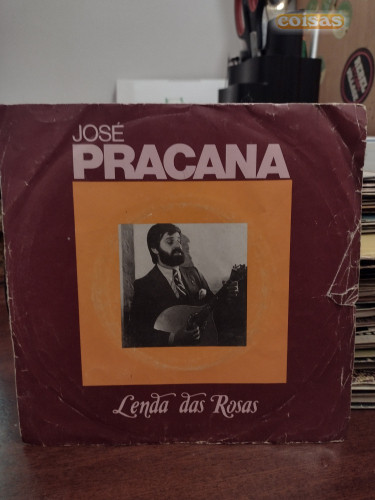 coisas
JOSÉ
PRACANA
Lenda das Rosas